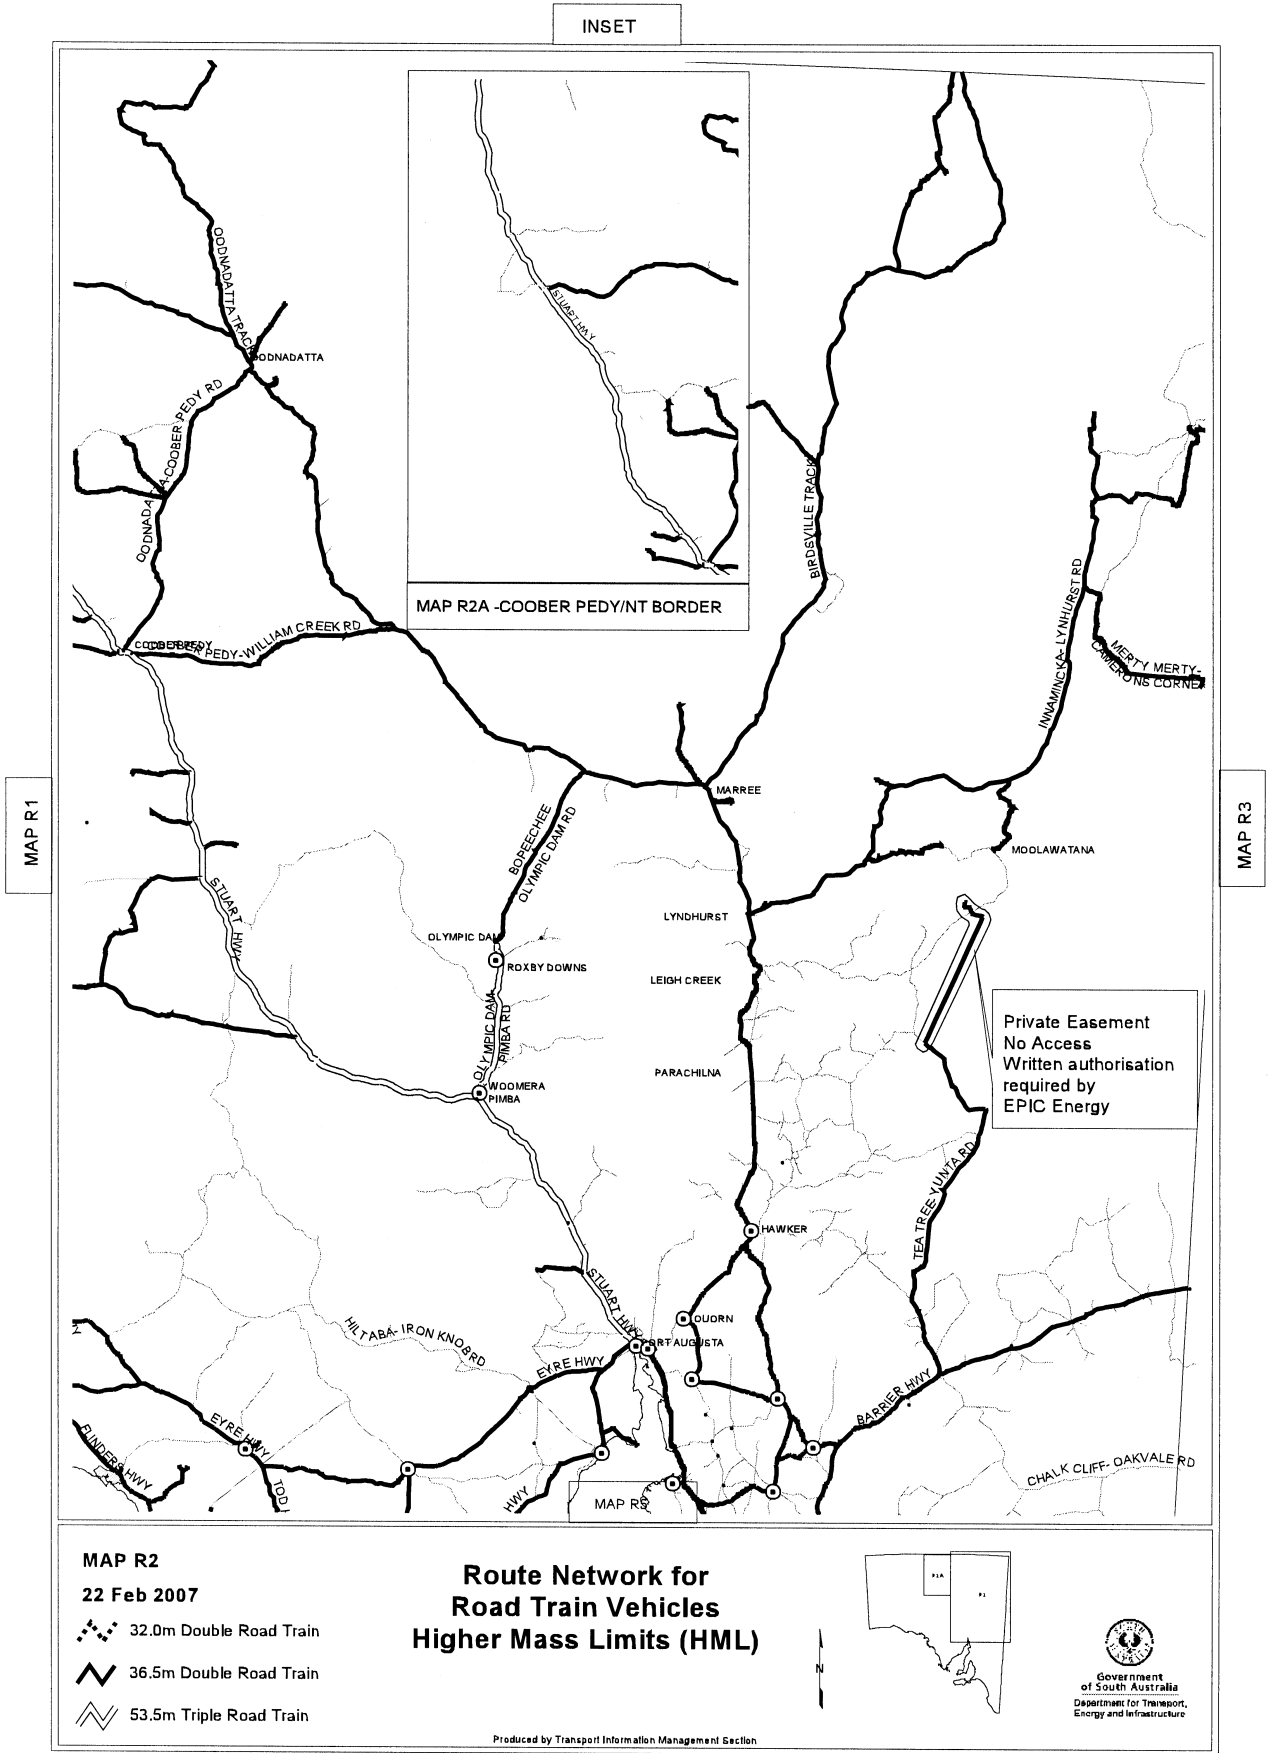 INSET
OODNADATTA TRACK
OODNADATTA
OODNADATTA-COOBER PEDY RD
STUART HWY
MAP R2A -COOBER PEDY/NT BORDER
BIRDSVILLE TRACK
INNAMINCKA- LYNHURST RD
MERTY MERTY-
CAMERONS CORNER
COOBER PEDY
COOBER PEDY-WILLIAM CREEK RD
MAP R1
MAP R3
MARREE
BOPEECHEE
OLYMPIC DAM RD
MOOLAWATANA
STUART HWY
LYNDHURST
OLYMPIC DAM
ROXBY DOWNS
LEIGH CREEK
OLYMPIC DAM-
PIMBA RD
Private Easement
No Access
Written authorisation
required by
EPIC Energy
PARACHILNA
WOOMERA
PIMBA
TEA TREE-YUNTA RD
HAWKER
STUART HWY
QUORN
PORT AUGUSTA
HILTABA- IRON KNOB RD
EYRE HWY
BARRIER HWY
EYRE HWY
FLINDERS HWY
TOD
HWY
CHALK CLIFF- OAKVALE RD
MAP R5
MAP R2
22 Feb 2007
32.0m Double Road Train
36.5m Double Road Train
53.5m Triple Road Train
Route Network for
Road Train Vehicles
Higher Mass Limits (HML)
N
Government
of South Australia
Department for Transport,
Energy and Infrastructure
Produced by Transport Information Management Section